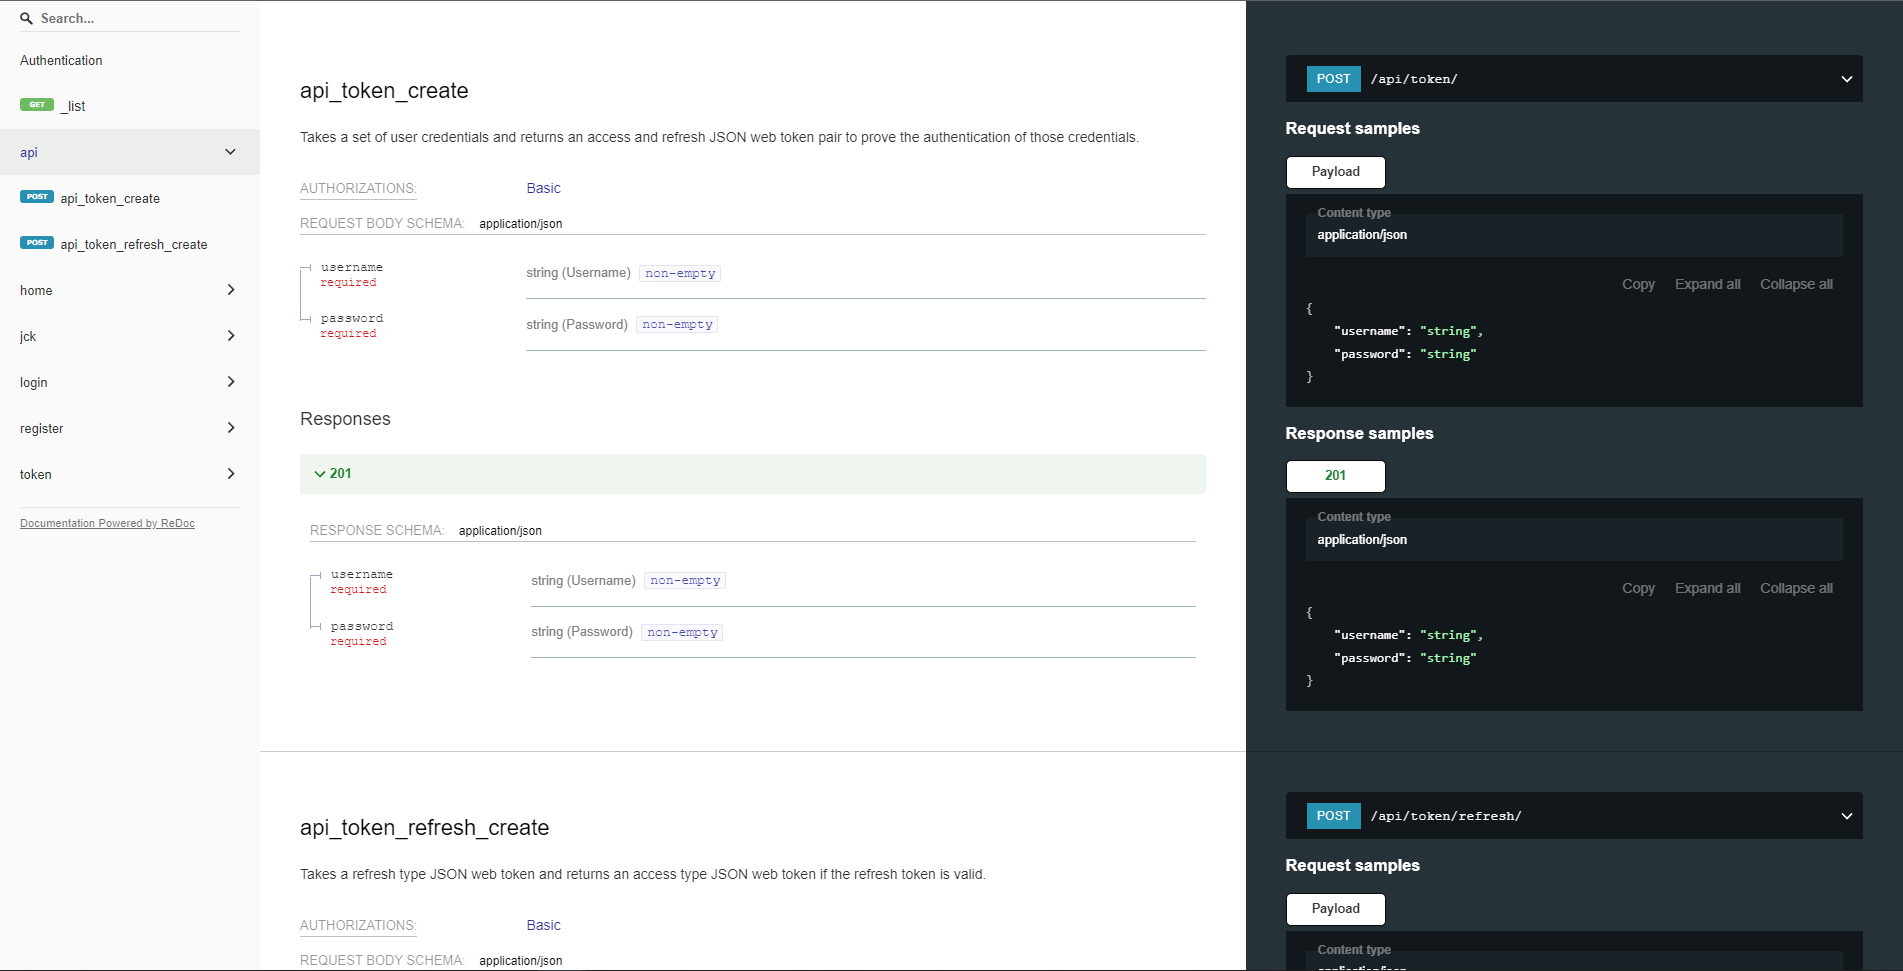 Search...
Authentication
GET _list
api
POST api_token_create
POST api_token_refresh_create
home
jck
login
register
token
Documentation Powered by ReDoc
api_token_create
Takes a set of user credentials and returns an access and refresh JSON web token pair to prove the authentication of those credentials.
AUTHORIZATIONS: Basic
REQUEST BODY SCHEMA: application/json
username
required
string (Username) non-empty
password
required
string (Password) non-empty
Responses
201
RESPONSE SCHEMA: application/json
username
required
string (Username) non-empty
password
required
string (Password) non-empty
POST /api/token/
Request samples
Payload
Content type
application/json
Copy Expand all Collapse all
{
"username": "string",
"password": "string"
}
Response samples
201
Content type
application/json
Copy Expand all Collapse all
{
"username": "string",
"password": "string"
}
api_token_refresh_create
Takes a refresh type JSON web token and returns an access type JSON web token if the refresh token is valid.
AUTHORIZATIONS: Basic
REQUEST BODY SCHEMA: application/json
POST /api/token/refresh/
Request samples
Payload
Content type
application/json